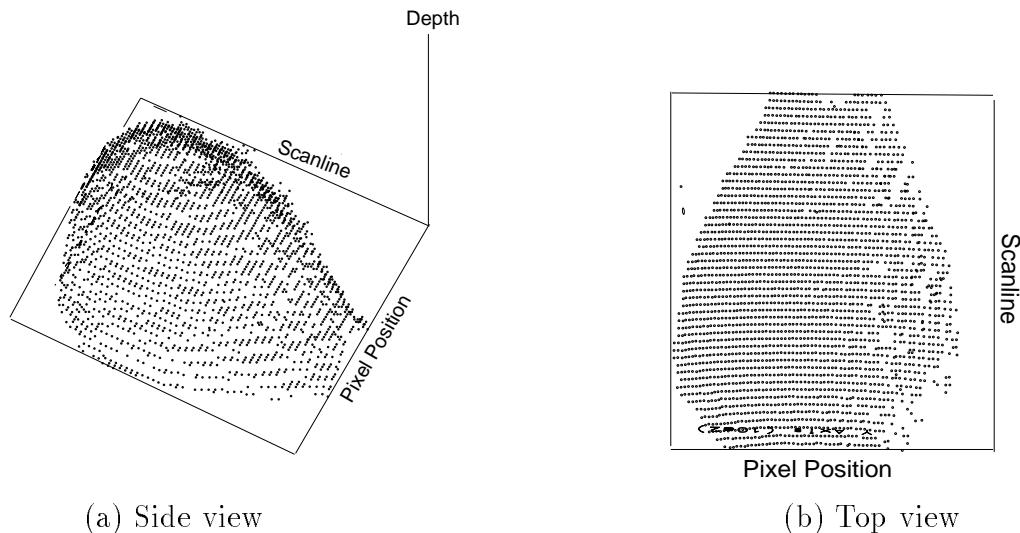 Depth
Scanline
Pixel Position
Scanline
Pixel Position
(a) Side view
(b) Top view